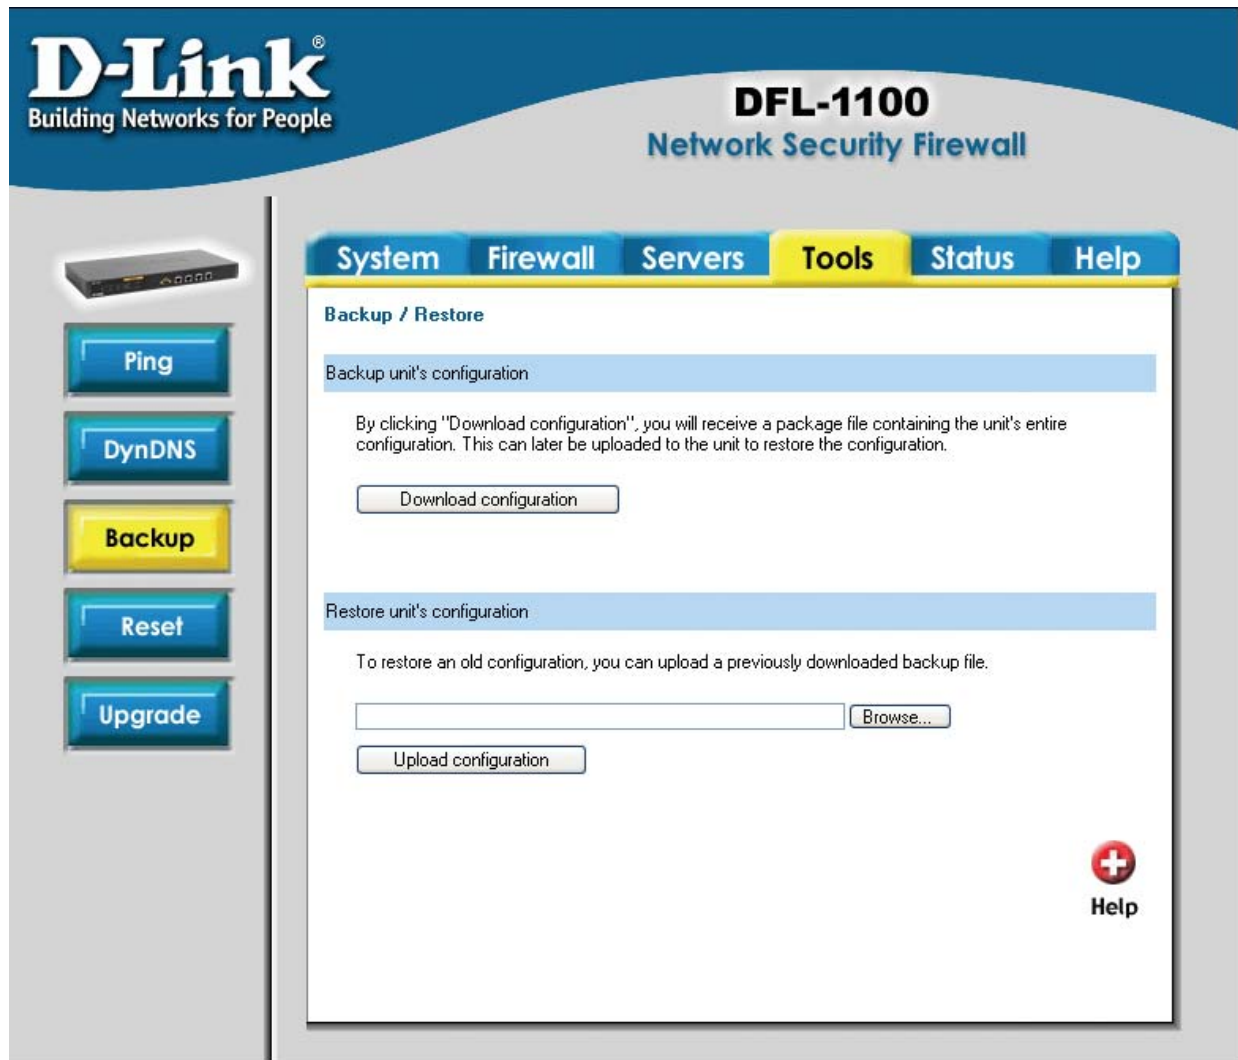 D-Link®
Building Networks for People
DFL-1100
Network Security Firewall
System Firewall Servers Tools Status Help
Ping
DynDNS
Backup
Reset
Upgrade
Backup / Restore
Backup unit's configuration
By clicking "Download configuration", you will receive a package file containing the unit's entire
configuration. This can later be uploaded to the unit to restore the configuration.
Download configuration
Restore unit's configuration
To restore an old configuration, you can upload a previously downloaded backup file.
Browse...
Upload configuration
Help